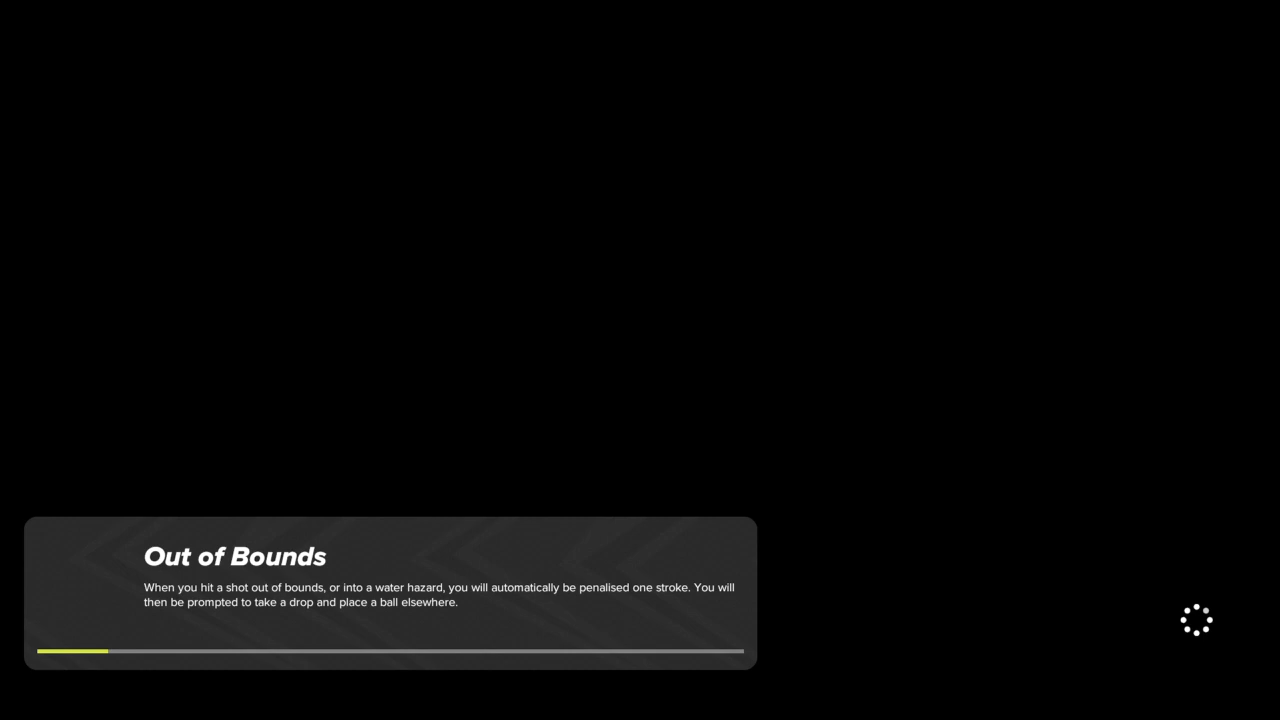 Out of Bounds
When you hit a shot out of bounds, or into a water hazard, you will automatically be penalised one stroke. You will
then be prompted to take a drop and place a ball elsewhere.